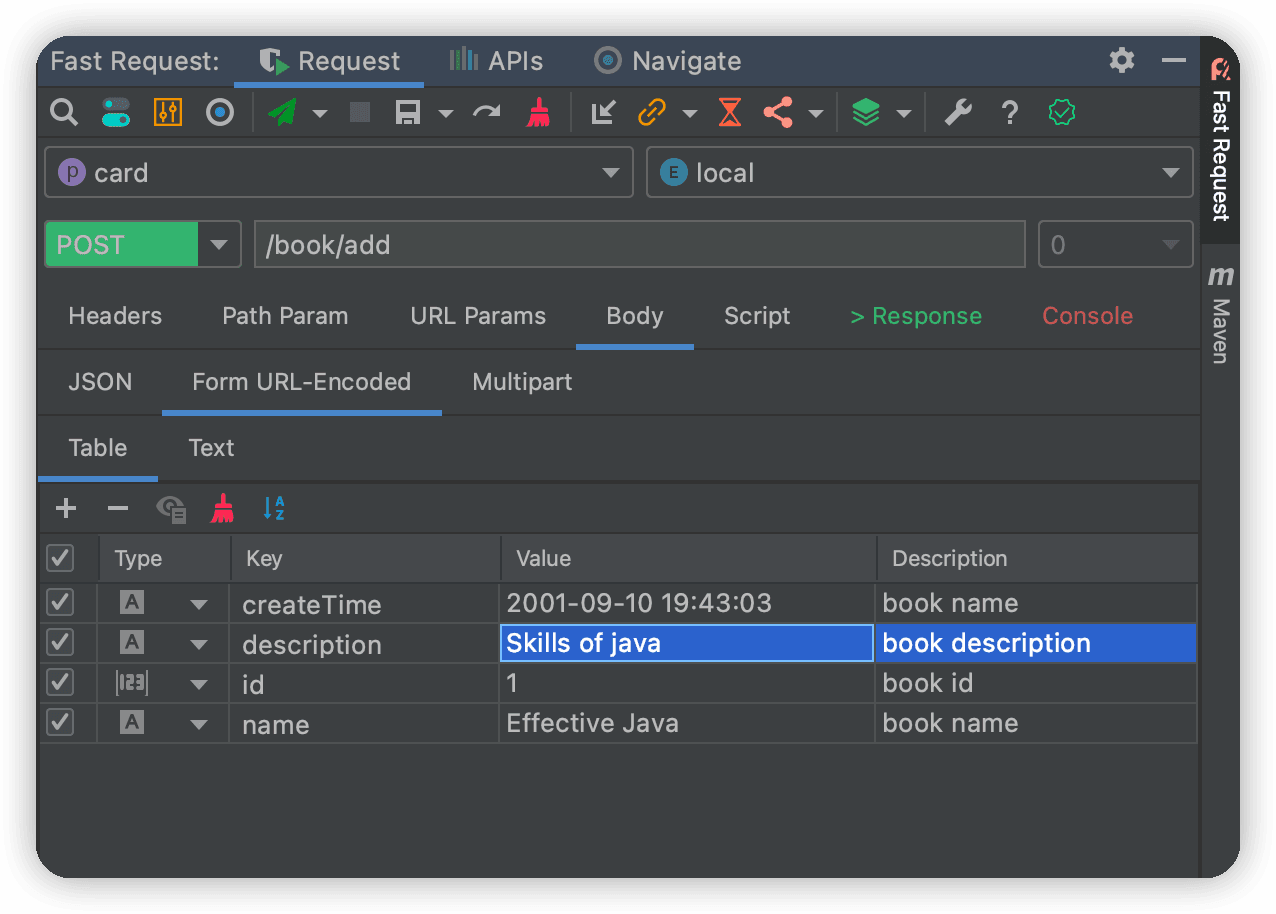 Fast Request: Request APIs Navigate
p card E local
POST /book/add 0
Headers Path Param URL Params Body Script > Response Console
JSON Form URL-Encoded Multipart
Table Text
Type Key Value Description
A createTime 2001-09-10 19:43:03 book name
A description Skills of java book description
123 id 1 book id
A name Effective Java book name
Fast Request
m Maven